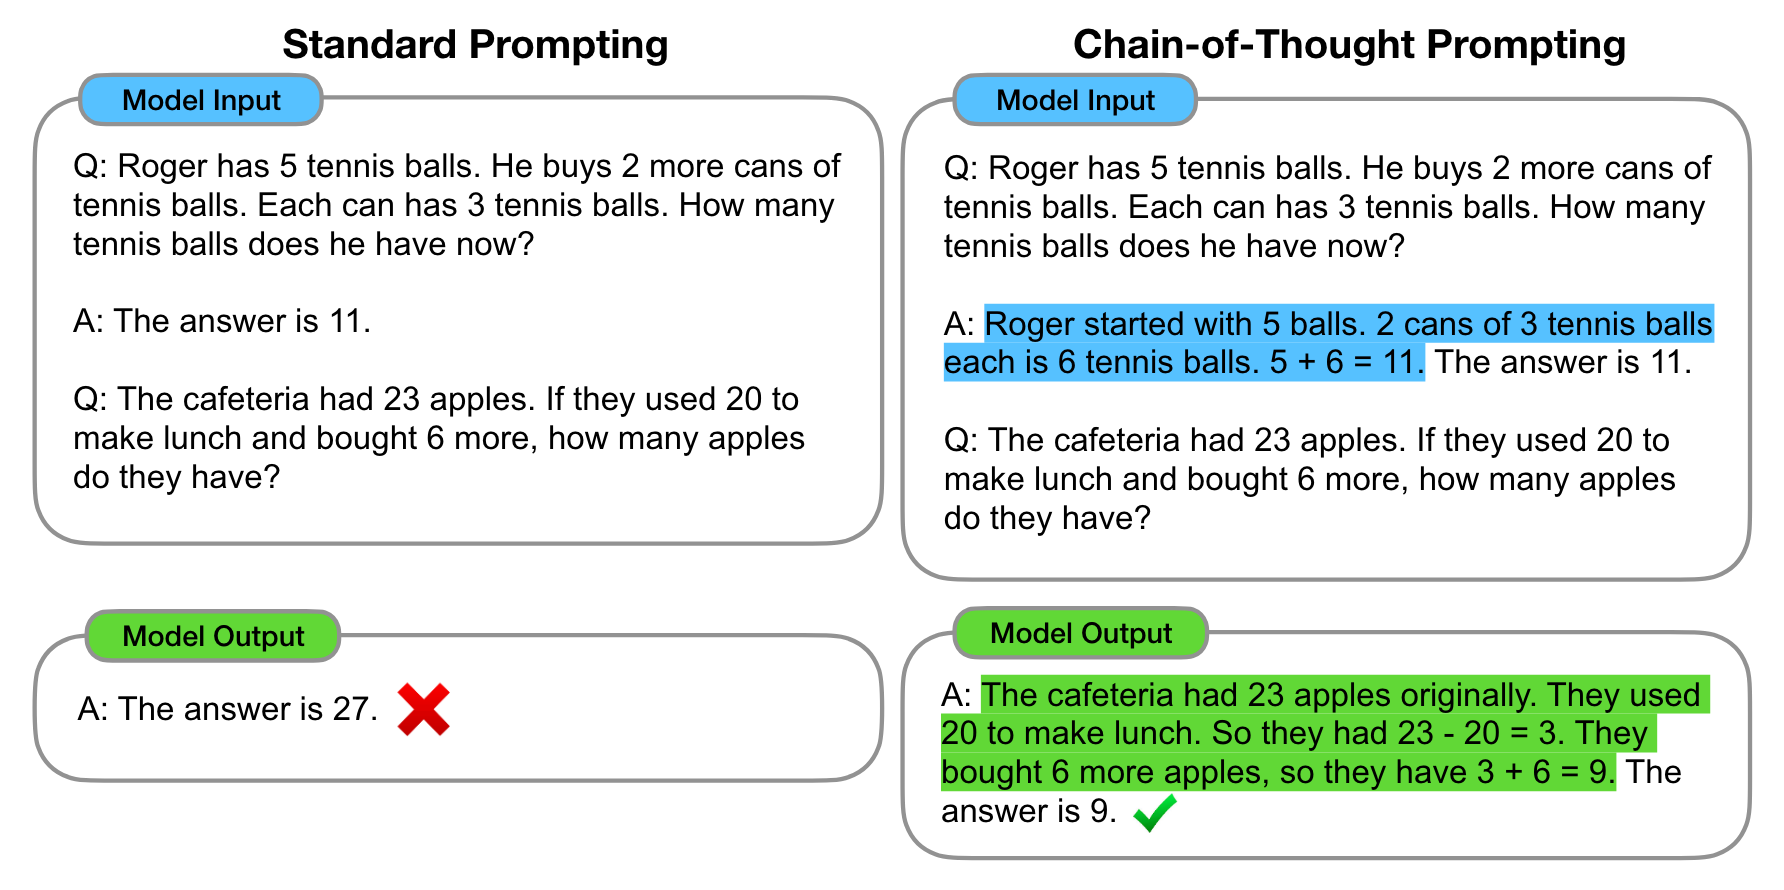 Standard Prompting
Model Input
Q: Roger has 5 tennis balls. He buys 2 more cans of
tennis balls. Each can has 3 tennis balls. How many
tennis balls does he have now?
A: The answer is 11.
Q: The cafeteria had 23 apples. If they used 20 to
make lunch and bought 6 more, how many apples
do they have?
Model Output
A: The answer is 27.
Chain-of-Thought Prompting
Model Input
Q: Roger has 5 tennis balls. He buys 2 more cans of
tennis balls. Each can has 3 tennis balls. How many
tennis balls does he have now?
A: Roger started with 5 balls. 2 cans of 3 tennis balls
each is 6 tennis balls. 5 + 6 = 11. The answer is 11.
Q: The cafeteria had 23 apples. If they used 20 to
make lunch and bought 6 more, how many apples
do they have?
Model Output
A: The cafeteria had 23 apples originally. They used
20 to make lunch. So they had 23 - 20 = 3. They
bought 6 more apples, so they have 3 + 6 = 9. The
answer is 9.